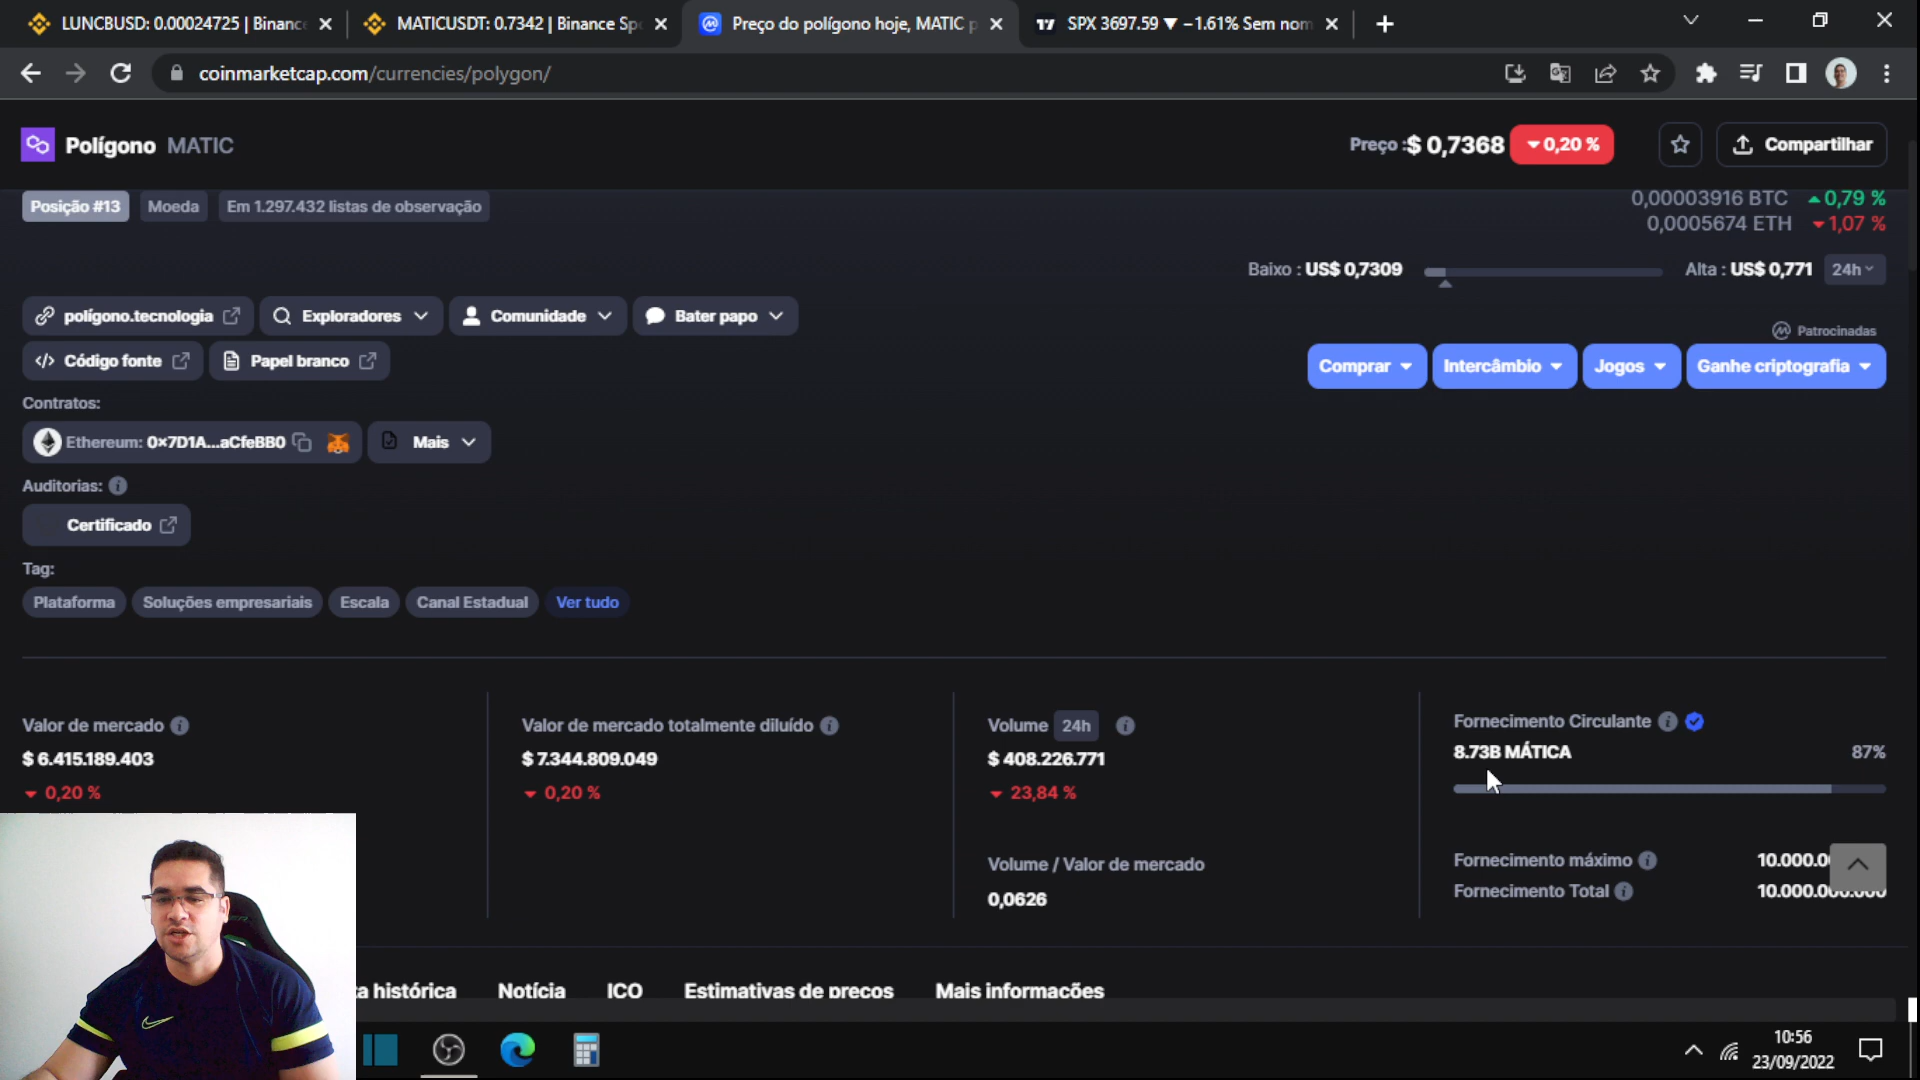 LUNCBUSD: 0.00024725 | Binanc
MATICUSDT: 0.7342 | Binance Sp
Preço do polígono hoje, MATIC p
SPX 3697.59 ▼ −1.61% Sem nom
coinmarketcap.com/currencies/polygon/
Polígono MATIC
Preço :$ 0,7368
0,20 %
Compartilhar
Posição #13
Moeda
Em 1.297.432 listas de observação
0,00003916 BTC 0,79 %
0,0005674 ETH 1,07 %
Baixo : US$ 0,7309
Alta : US$ 0,771
24h
polígono.tecnologia
Exploradores
Comunidade
Bater papo
Patrocinadas
Código fonte
Papel branco
Comprar
Intercâmbio
Jogos
Ganhe criptografia
Contratos:
Ethereum: 0x7D1A...aCfeBB0
Mais
Auditorias:
Certificado
Tag:
Plataforma
Soluções empresariais
Escala
Canal Estadual
Ver tudo
Valor de mercado
$ 6.415.189.403
0,20 %
Valor de mercado totalmente diluído
$ 7.344.809.049
0,20 %
Volume 24h
$ 408.226.771
23,84 %
Volume / Valor de mercado
0,0626
Fornecimento Circulante
8.73B MÁTICA 87%
Fornecimento máximo 10.000.0
Fornecimento Total 10.000.000.000
a histórica
Notícia
ICO
Estimativas de preços
Mais informações
10:56
23/09/2022